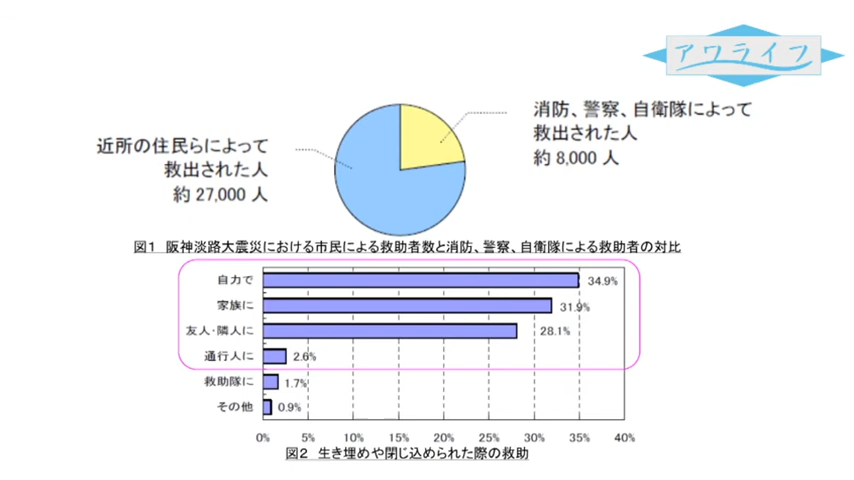 アワライフ
近所の住民らによって
救出された人
約 27,000 人
消防、警察、自衛隊によって
救出された人
約 8,000 人
図1 阪神淡路大震災における市民による救助者数と消防、警察、自衛隊による救助者の対比
自力で 34.9%
家族に 31.9%
友人・隣人に 28.1%
通行人に 2.6%
救助隊に 1.7%
その他 0.9%
0% 5% 10% 15% 20% 25% 30% 35% 40%
図2 生き埋めや閉じ込められた際の救助